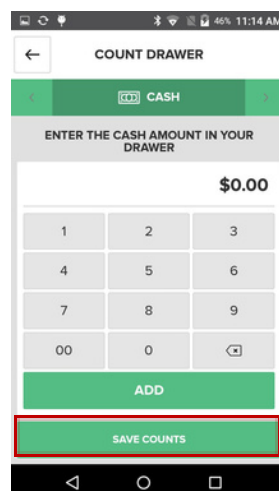 46% 11:14 AM
COUNT DRAWER
CASH
ENTER THE CASH AMOUNT IN YOUR
DRAWER
$0.00
1 2 3
4 5 6
7 8 9
00 0
ADD
SAVE COUNTS